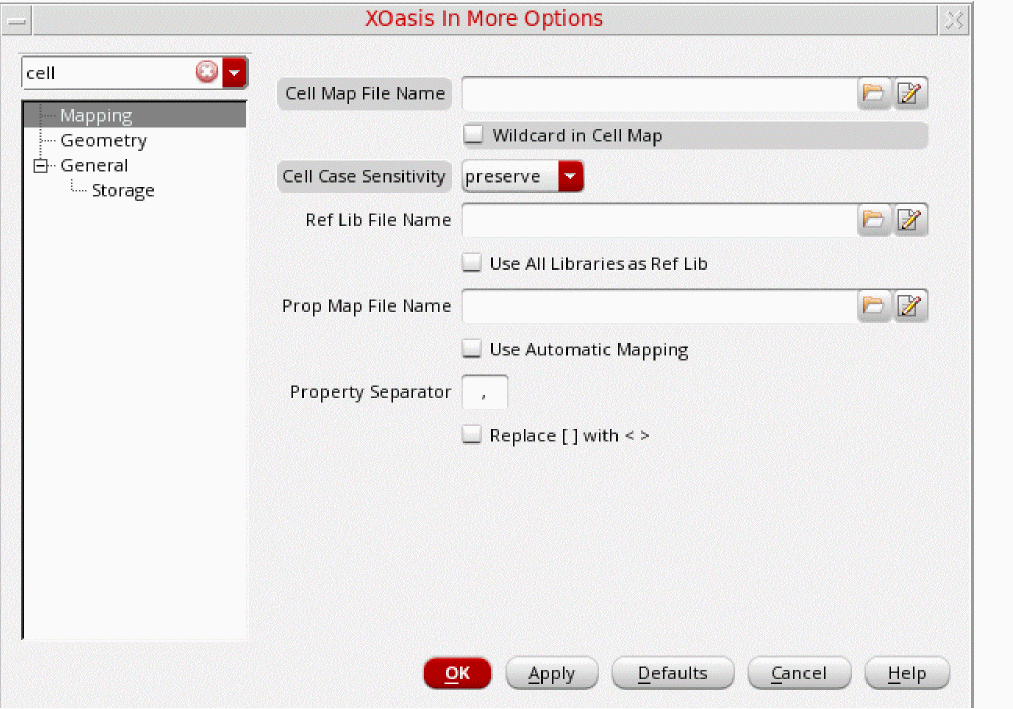 XOasis In More Options
cell
Mapping
Geometry
General
Storage
Cell Map File Name
Wildcard in Cell Map
Cell Case Sensitivity preserve
Ref Lib File Name
Use All Libraries as Ref Lib
Prop Map File Name
Use Automatic Mapping
Property Separator ,
Replace [ ] with < >
OK Apply Defaults Cancel Help